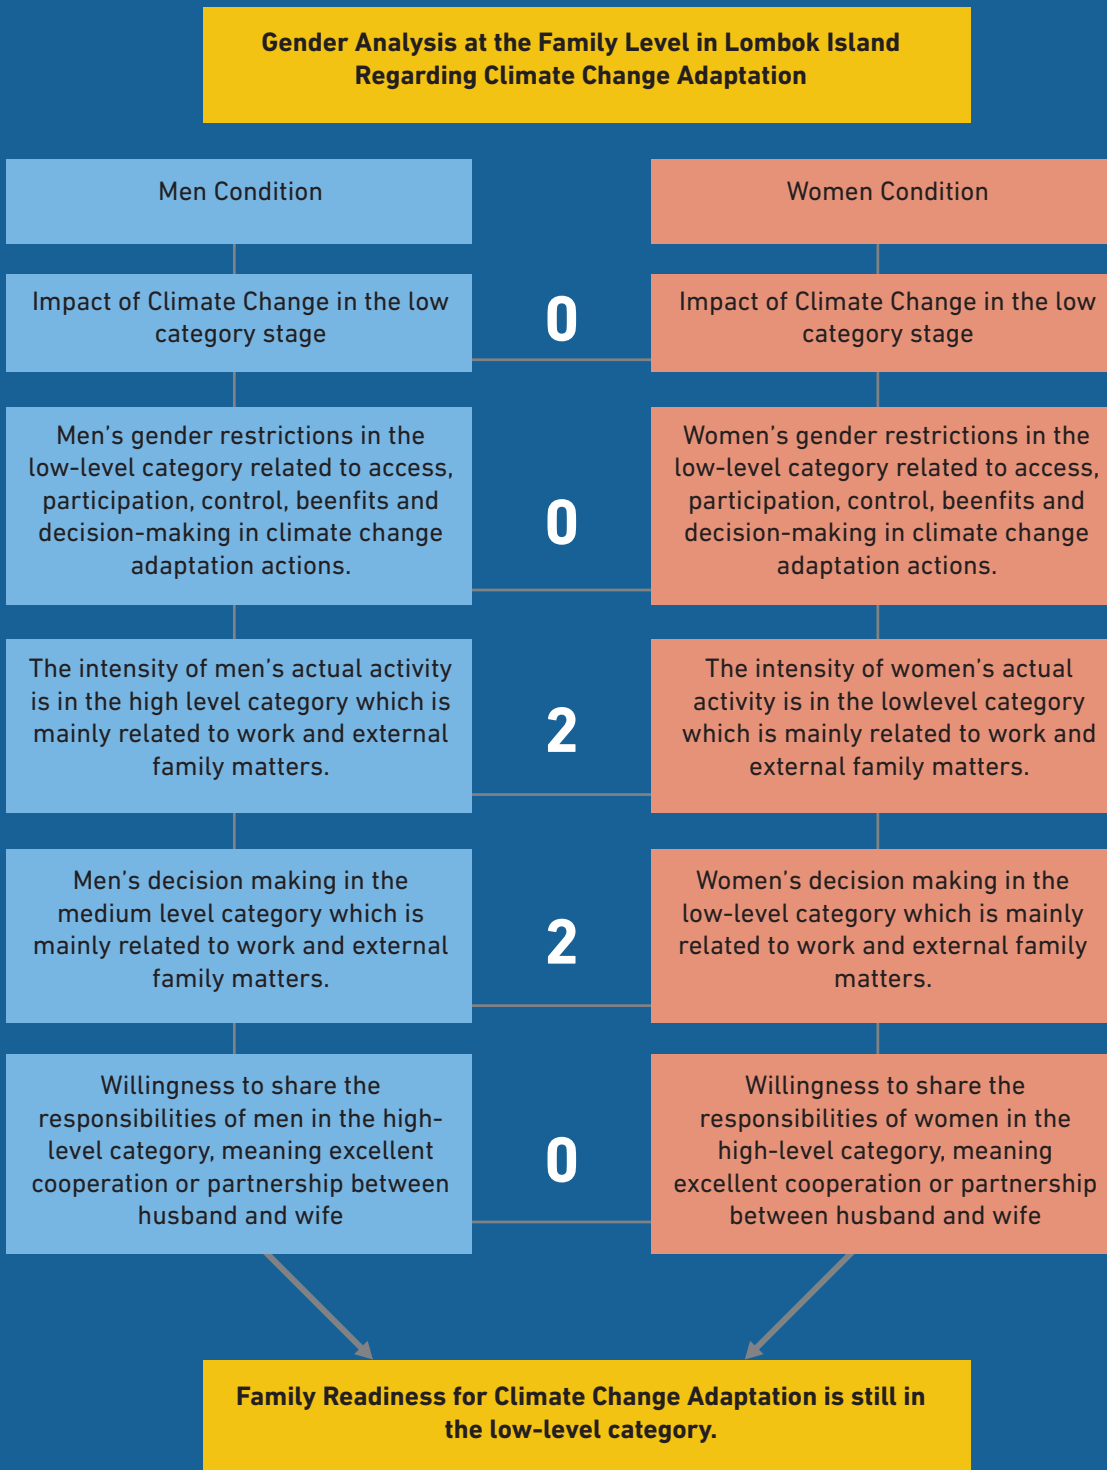 Gender Analysis at the Family Level in Lombok Island
Regarding Climate Change Adaptation
Men Condition
Women Condition
Impact of Climate Change in the low
category stage
0
Impact of Climate Change in the low
category stage
Men's gender restrictions in the
low-level category related to access,
participation, control, beenfits and
decision-making in climate change
adaptation actions.
0
Women's gender restrictions in the
low-level category related to access,
participation, control, beenfits and
decision-making in climate change
adaptation actions.
The intensity of men's actual activity
is in the high level category which is
mainly related to work and external
family matters.
2
The intensity of women's actual
activity is in the lowlevel category
which is mainly related to work and
external family matters.
Men's decision making in the
medium level category which is
mainly related to work and external
family matters.
2
Women's decision making in the
low-level category which is mainly
related to work and external family
matters.
Willingness to share the
responsibilities of men in the high-
level category, meaning excellent
cooperation or partnership between
husband and wife
0
Willingness to share the
responsibilities of women in the
high-level category, meaning
excellent cooperation or partnership
between husband and wife
Family Readiness for Climate Change Adaptation is still in
the low-level category.